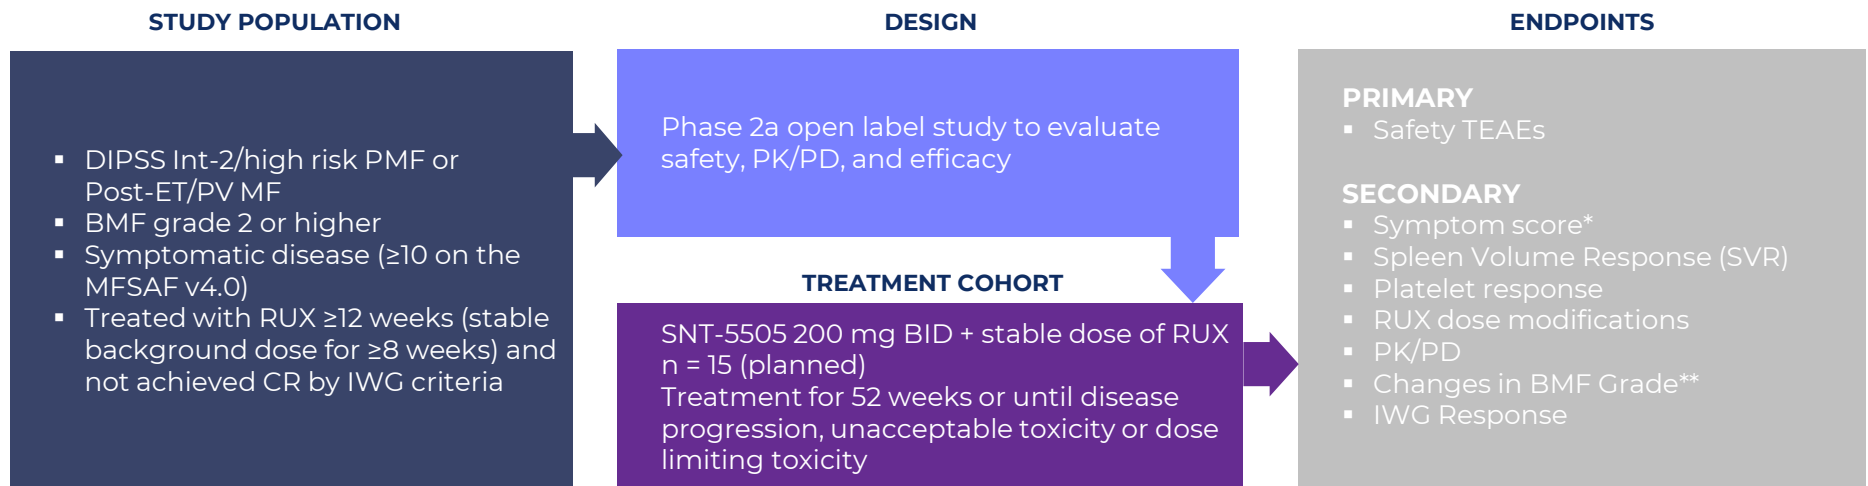 STUDY POPULATION
▪ DIPSS Int-2/high risk PMF or
Post-ET/PV MF
▪ BMF grade 2 or higher
▪ Symptomatic disease (≥10 on the
MFSAF v4.0)
▪ Treated with RUX ≥12 weeks (stable
background dose for ≥8 weeks) and
not achieved CR by IWG criteria
DESIGN
Phase 2a open label study to evaluate
safety, PK/PD, and efficacy
TREATMENT COHORT
SNT-5505 200 mg BID + stable dose of RUX
n = 15 (planned)
Treatment for 52 weeks or until disease
progression, unacceptable toxicity or dose
limiting toxicity
ENDPOINTS
PRIMARY
▪ Safety TEAEs
SECONDARY
▪ Symptom score*
▪ Spleen Volume Response (SVR)
▪ Platelet response
▪ RUX dose modifications
▪ PK/PD
▪ Changes in BMF Grade**
▪ IWG Response